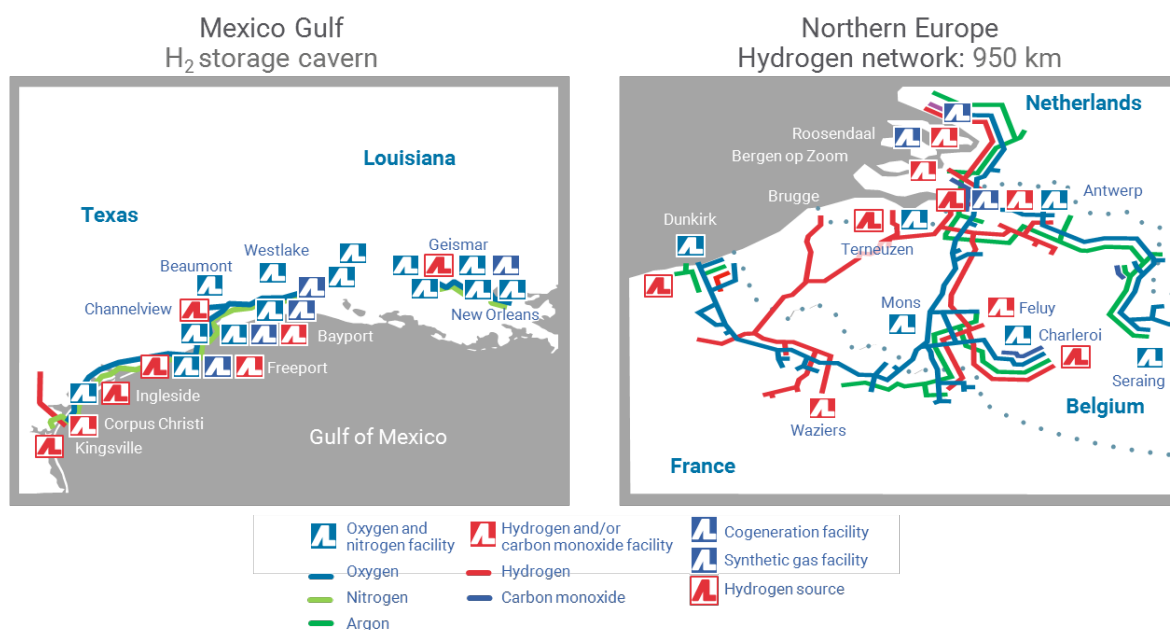 Mexico Gulf
H2 storage cavern
Louisiana
Texas
Westlake
Geismar
Beaumont
Channelview
New Orleans
Bayport
Freeport
Ingleside
Corpus Christi
Gulf of Mexico
Kingsville
Northern Europe
Hydrogen network: 950 km
Netherlands
Roosendaal
Bergen op Zoom
Brugge
Antwerp
Dunkirk
Terneuzen
Mons
Feluy
Charleroi
Seraing
Belgium
Waziers
France
Oxygen and
nitrogen facility
Hydrogen and/or
carbon monoxide facility
Cogeneration facility
Synthetic gas facility
Oxygen
Hydrogen
Hydrogen source
Nitrogen
Carbon monoxide
Argon